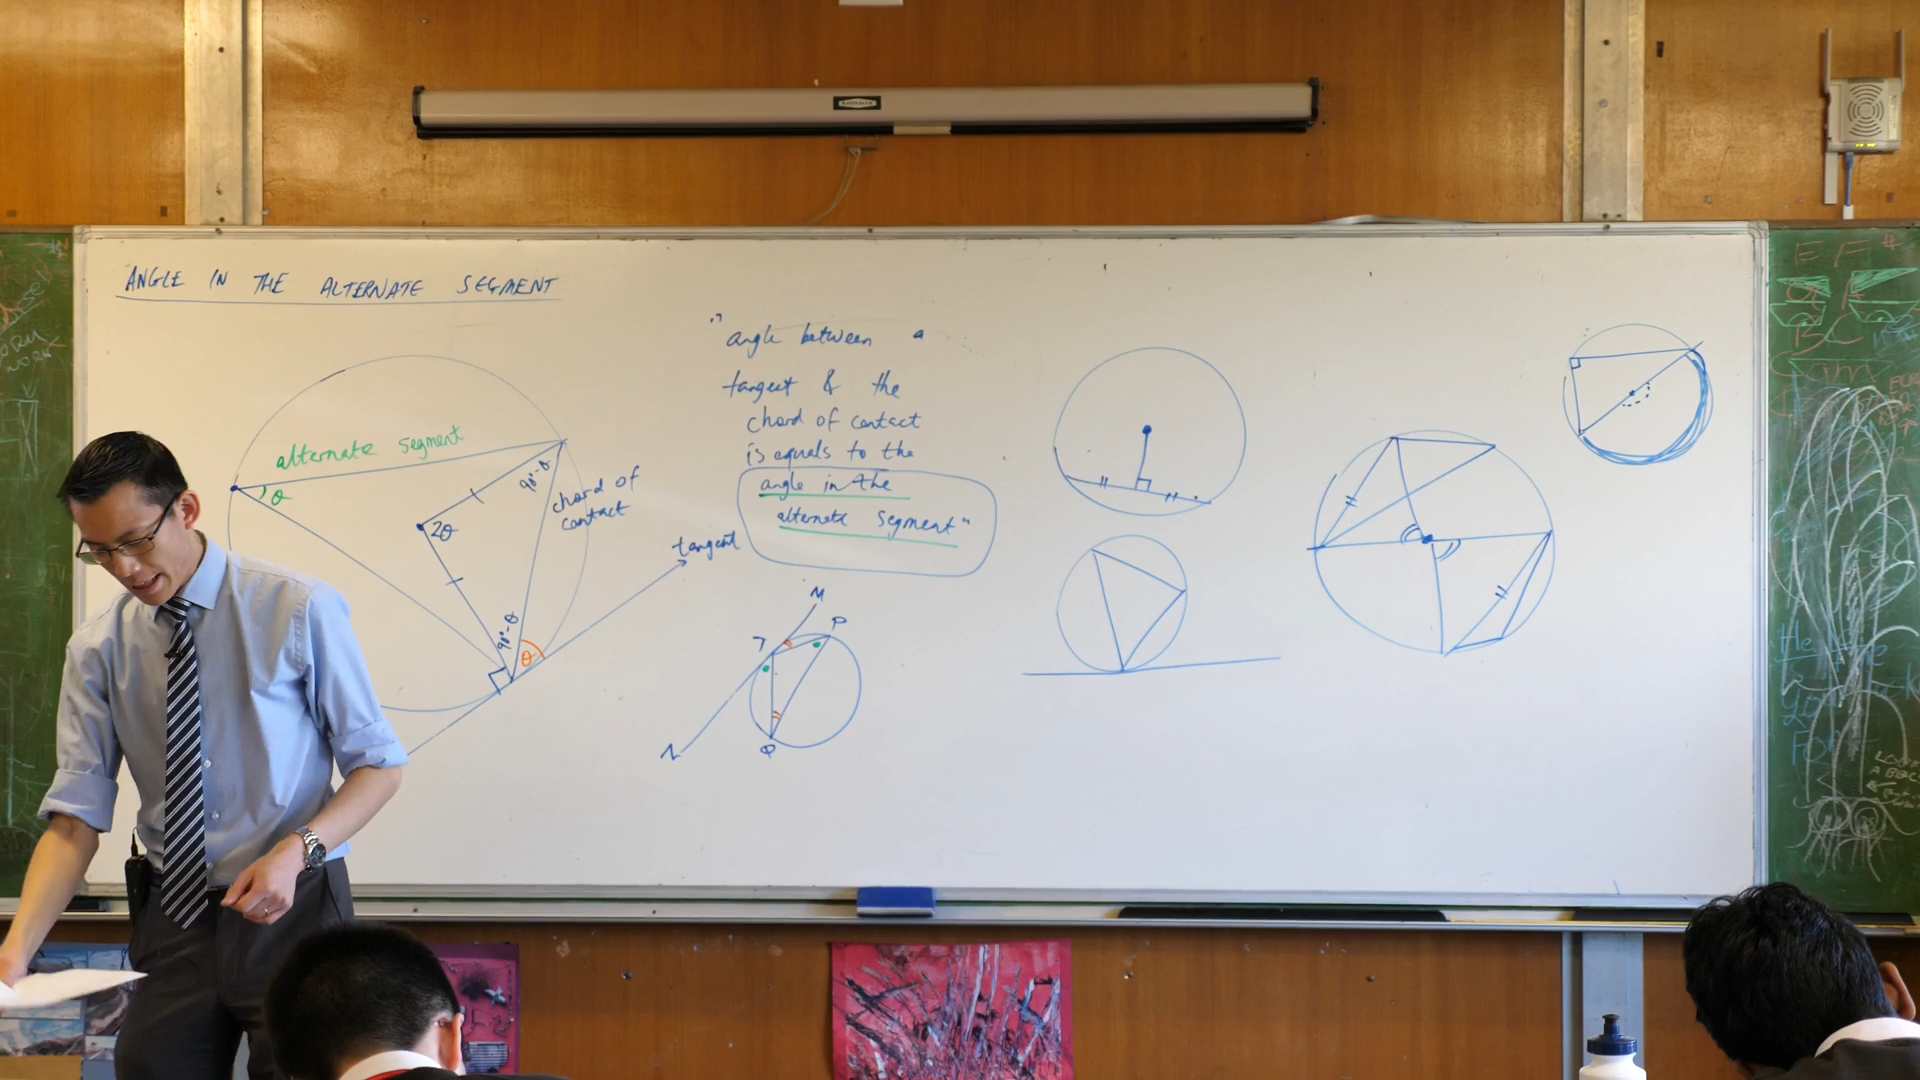 ANGLE IN THE ALTERNATE SEGMENT
"angle between a
tangent & the
chord of contact
is equals to the
angle in the
alternate segment"
alternate segment
θ
2θ
90°-θ
chord of
contact
90°-θ
θ
tangent
M
T
P
N
Q
E F
BC